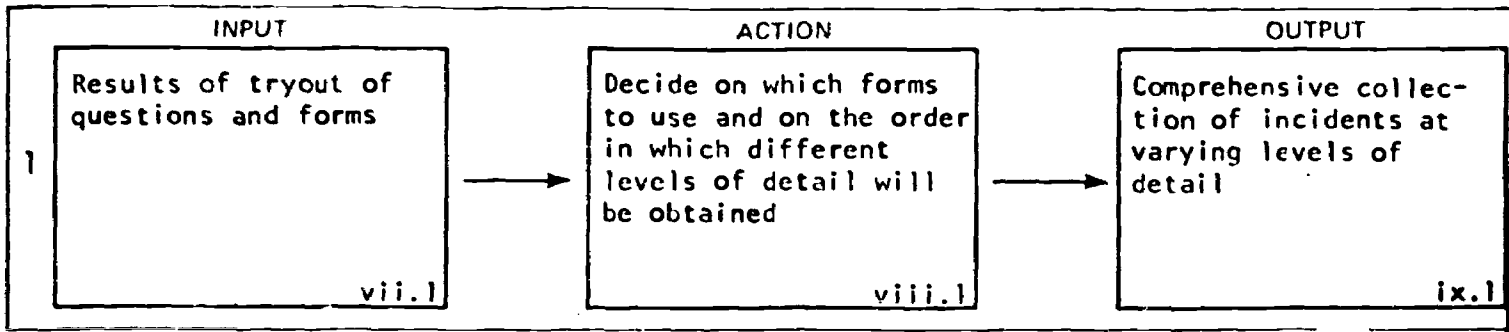 INPUT
Results of tryout of
questions and forms
1
vii.1
ACTION
Decide on which forms
to use and on the order
in which different
levels of detail will
be obtained
viii.1
OUTPUT
Comprehensive collec-
tion of incidents at
varying levels of
detail
ix.1